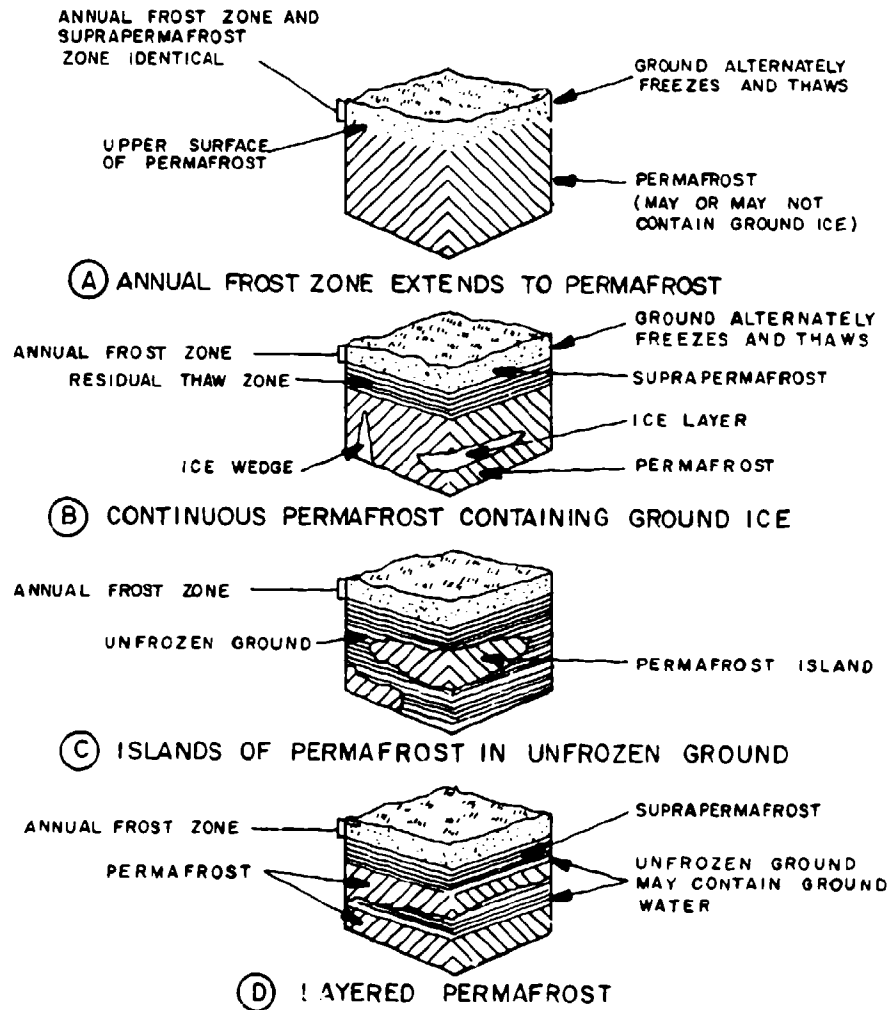 ANNUAL FROST ZONE AND
SUPRAPERMAFROST
ZONE IDENTICAL
GROUND ALTERNATELY
FREEZES AND THAWS
UPPER SURFACE
OF PERMAFROST
PERMAFROST
(MAY OR MAY NOT
CONTAIN GROUND ICE)
A ANNUAL FROST ZONE EXTENDS TO PERMAFROST
GROUND ALTERNATELY
FREEZES AND THAWS
ANNUAL FROST ZONE
RESIDUAL THAW ZONE
SUPRAPERMAFROST
ICE LAYER
ICE WEDGE
PERMAFROST
B CONTINUOUS PERMAFROST CONTAINING GROUND ICE
ANNUAL FROST ZONE
UNFROZEN GROUND
PERMAFROST ISLAND
C ISLANDS OF PERMAFROST IN UNFROZEN GROUND
SUPRAPERMAFROST
ANNUAL FROST ZONE
PERMAFROST
UNFROZEN GROUND
MAY CONTAIN GROUND
WATER
D LAYERED PERMAFROST